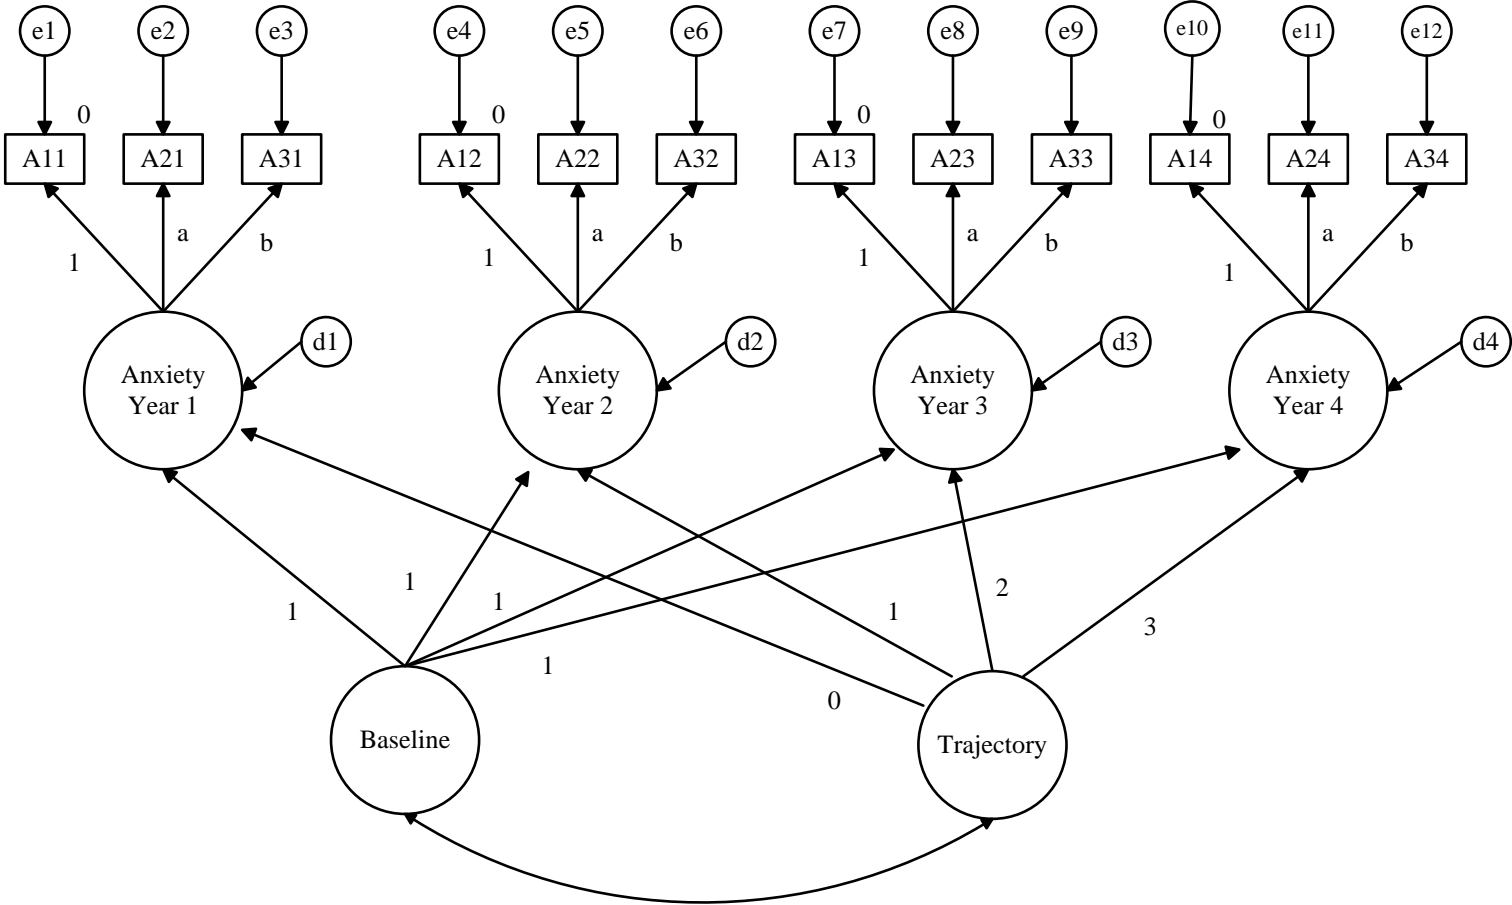 e1 e2 e3 e4 e5 e6 e7 e8 e9 e10 e11 e12
0 0 0 0
A11 A21 A31 A12 A22 A32 A13 A23 A33 A14 A24 A34
1 a b 1 a b 1 a b 1 a b
d1 d2 d3 d4
Anxiety
Year 1
Anxiety
Year 2
Anxiety
Year 3
Anxiety
Year 4
1 1 1 1 0 1 2 3
Baseline
Trajectory